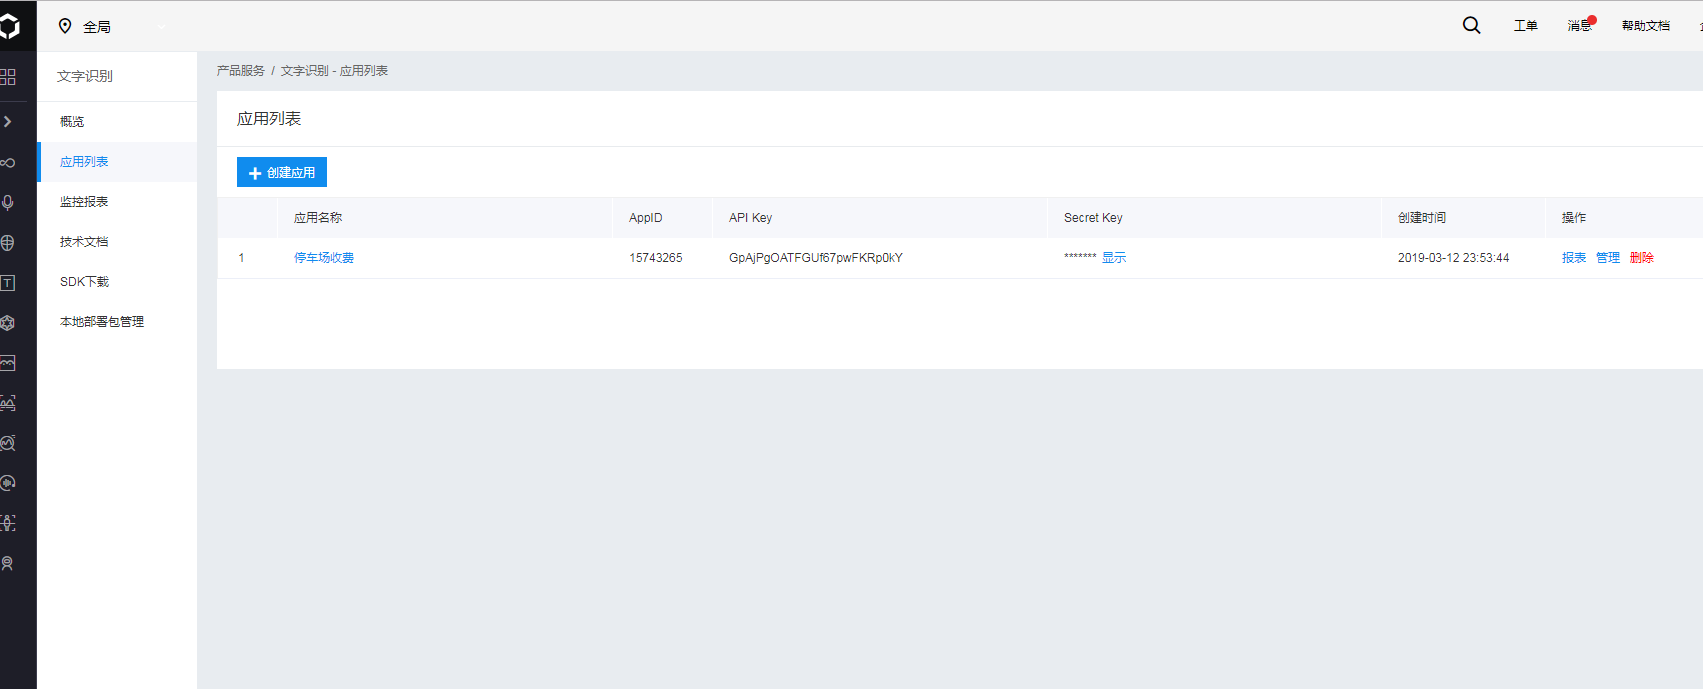 全局
工单 消息 帮助文档
文字识别
概览
应用列表
监控报表
技术文档
SDK下载
本地部署包管理
产品服务 / 文字识别 - 应用列表
应用列表
创建应用
应用名称 AppID API Key Secret Key 创建时间 操作
1 停车场收费 15743265 GpAjPgOATFGUf67pwFKRp0kY ******* 显示 2019-03-12 23:53:44 报表 管理 删除